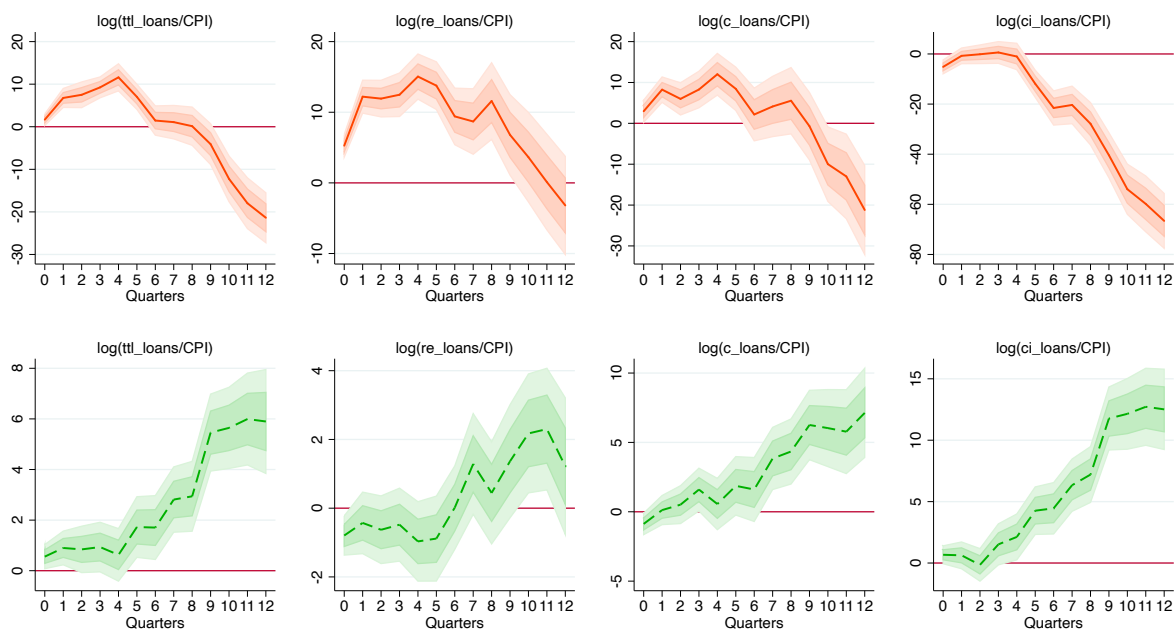 log(ttl_loans/CPI)
20
10
0
-10
-20
-30
0 1 2 3 4 5 6 7 8 9 10 11 12
Quarters
log(re_loans/CPI)
20
10
0
-10
0 1 2 3 4 5 6 7 8 9 10 11 12
Quarters
log(c_loans/CPI)
20
10
0
-10
-20
-30
0 1 2 3 4 5 6 7 8 9 10 11 12
Quarters
log(ci_loans/CPI)
0
-20
-40
-60
-80
0 1 2 3 4 5 6 7 8 9 10 11 12
Quarters
log(ttl_loans/CPI)
8
6
4
2
0
0 1 2 3 4 5 6 7 8 9 10 11 12
Quarters
log(re_loans/CPI)
4
2
0
-2
0 1 2 3 4 5 6 7 8 9 10 11 12
Quarters
log(c_loans/CPI)
10
5
0
-5
0 1 2 3 4 5 6 7 8 9 10 11 12
Quarters
log(ci_loans/CPI)
15
10
5
0
0 1 2 3 4 5 6 7 8 9 10 11 12
Quarters